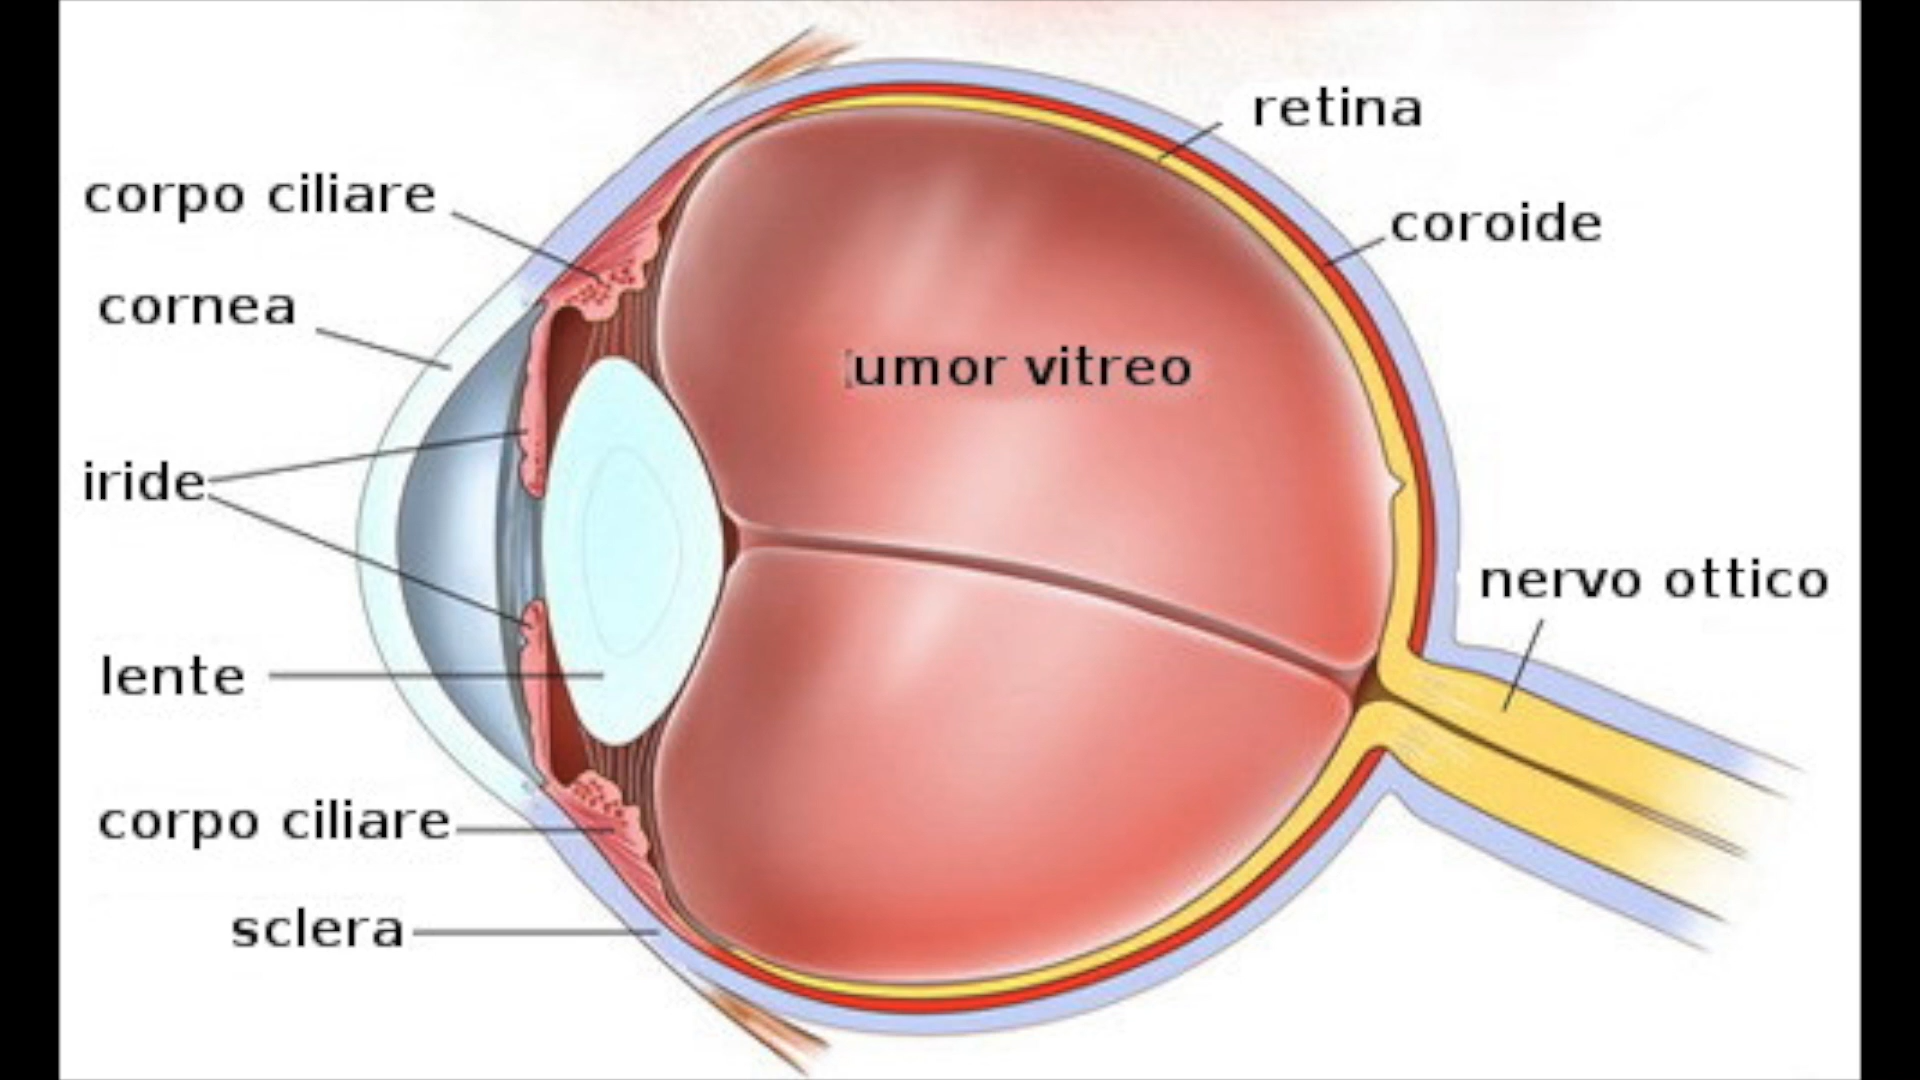 retina
corpo ciliare
coroide
cornea
umor vitreo
iride
nervo ottico
lente
corpo ciliare
sclera